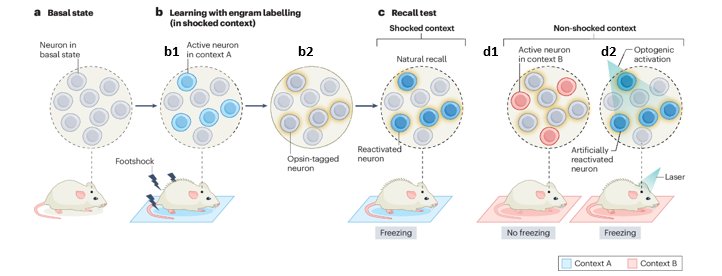 a Basal state
b Learning with engram labelling
(in shocked context)
c Recall test
Shocked context
Non-shocked context
Neuron in
basal state
b1
Active neuron
in context A
b2
Natural recall
d1
Active neuron
in context B
d2
Optogenic
activation
Footshock
Opsin-tagged
neuron
Reactivated
neuron
Artificially
reactivated
neuron
Laser
Freezing
No freezing
Freezing
Context A
Context B